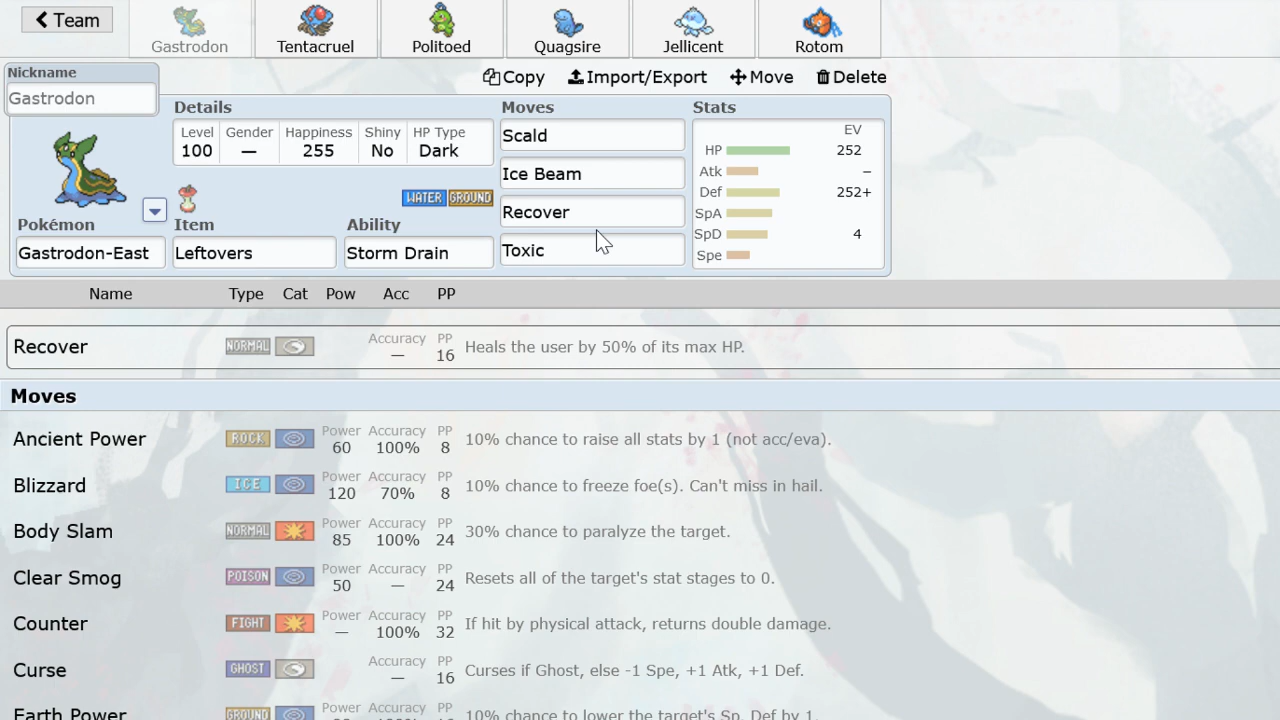 Team
Gastrodon
Tentacruel
Politoed
Quagsire
Jellicent
Rotom
Copy
Import/Export
Move
Delete
Nickname
Gastrodon
Details
Level
100
Gender
—
Happiness
255
Shiny
No
HP Type
Dark
WATER GROUND
Pokémon
Gastrodon-East
Item
Leftovers
Ability
Storm Drain
Moves
Scald
Ice Beam
Recover
Toxic
Stats
EV
HP 252
Atk –
Def 252+
SpA
SpD 4
Spe
Name Type Cat Pow Acc PP
Recover NORMAL Accuracy — PP 16 Heals the user by 50% of its max HP.
Moves
Ancient Power ROCK Power 60 Accuracy 100% PP 8 10% chance to raise all stats by 1 (not acc/eva).
Blizzard ICE Power 120 Accuracy 70% PP 8 10% chance to freeze foe(s). Can't miss in hail.
Body Slam NORMAL Power 85 Accuracy 100% PP 24 30% chance to paralyze the target.
Clear Smog POISON Power 50 Accuracy — PP 24 Resets all of the target's stat stages to 0.
Counter FIGHT Power — Accuracy 100% PP 32 If hit by physical attack, returns double damage.
Curse GHOST Accuracy — PP 16 Curses if Ghost, else -1 Spe, +1 Atk, +1 Def.
Earth Power GROUND Power Accuracy PP 10% chance to lower the target's Sp. Def by 1.